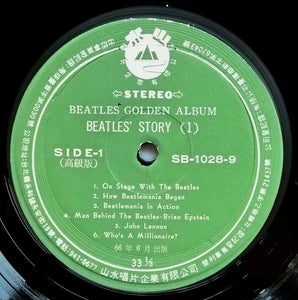 STEREO
BEATLES GOLDEN ALBUM
BEATLES' STORY (1)
SIDE-1
(高級版)
SB-1028-9
1. On Stage With The Beatles
2. How Beatlemania Began
3. Beatlemania In Action
4. Man Behind The Beatles-Brian Epstein
5. John Lennon
6. Who's A Millionaire?
66年6月出版
33 1/3
山水唱片企業有限公司